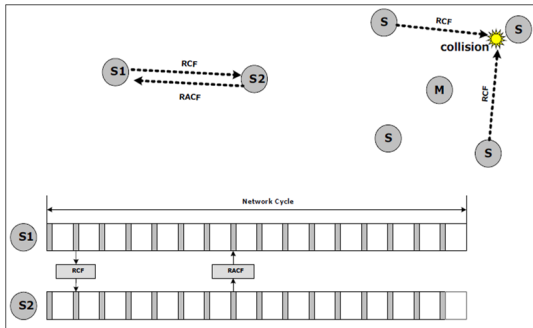 S
RCF
S
collision
S1
RCF
S2
RACF
M
RCF
S
S
Network Cycle
S1
RCF
RACF
S2